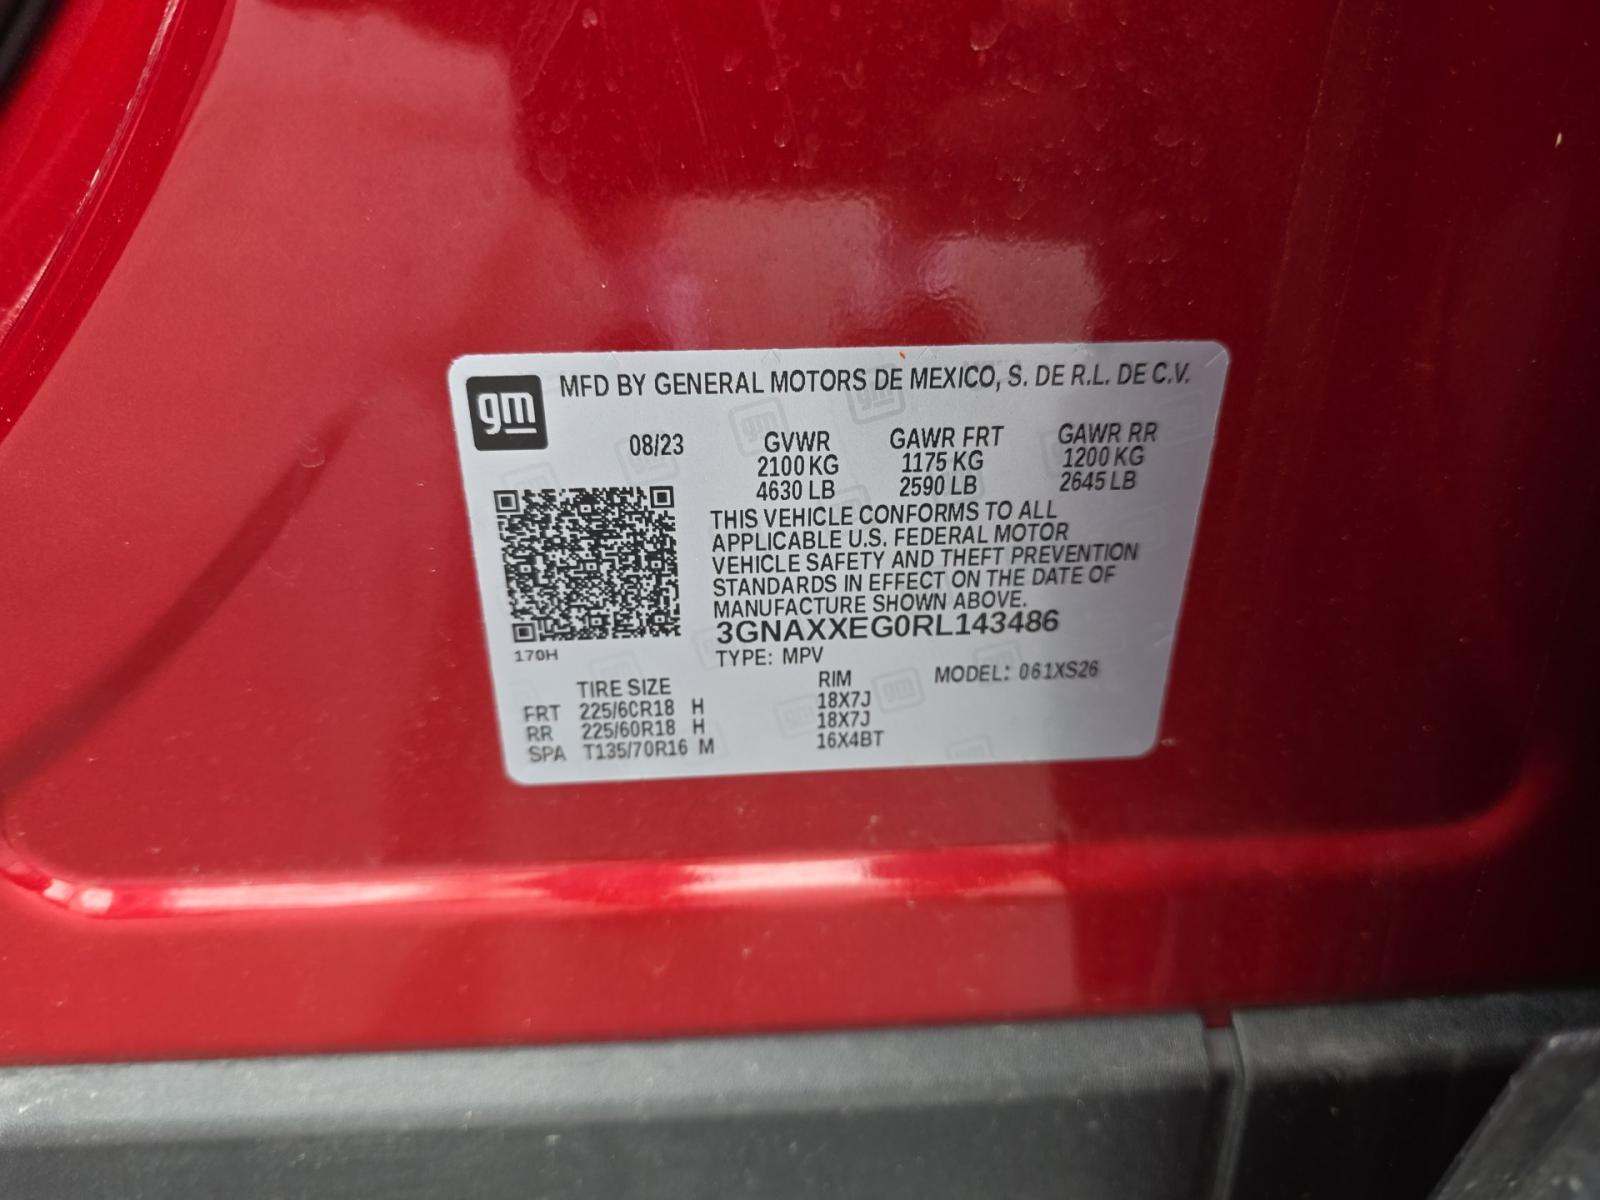 gm MFD BY GENERAL MOTORS DE MEXICO, S. DE R.L. DE C.V.
08/23 GVWR GAWR FRT GAWR RR
2100 KG 1175 KG 1200 KG
4630 LB 2590 LB 2645 LB
THIS VEHICLE CONFORMS TO ALL
APPLICABLE U.S. FEDERAL MOTOR
VEHICLE SAFETY AND THEFT PREVENTION
STANDARDS IN EFFECT ON THE DATE OF
MANUFACTURE SHOWN ABOVE.
3GNAXXEG0RL143486
170H
TYPE: MPV
TIRE SIZE RIM MODEL: 061XS26
FRT 225/60R18 H 18X7J
RR 225/60R18 H 18X7J
SPA T135/70R16 M 16X4BT